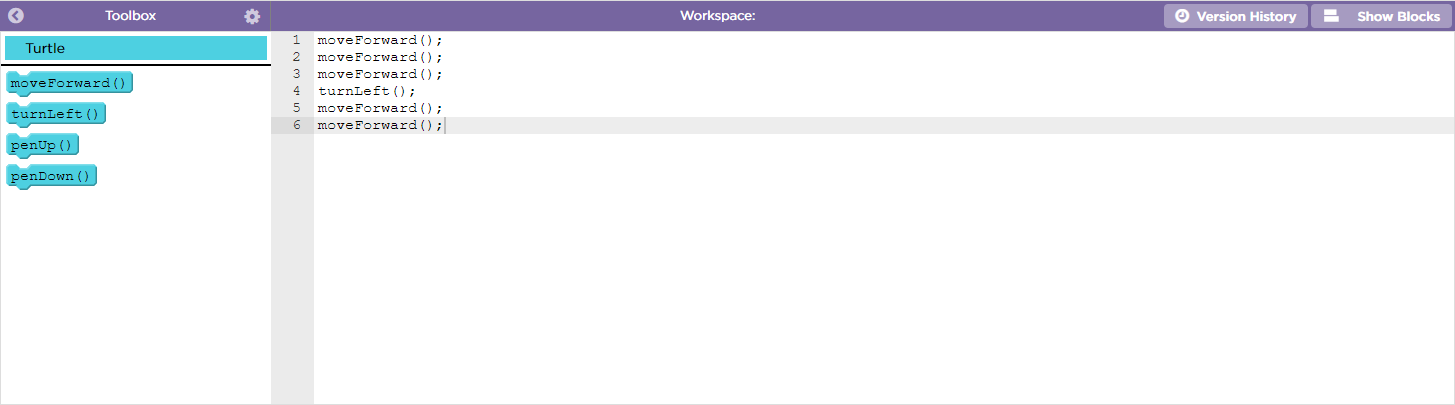 Toolbox
Workspace:
Version History
Show Blocks
Turtle
moveForward()
turnLeft()
penUp()
penDown()
1 moveForward();
2 moveForward();
3 moveForward();
4 turnLeft();
5 moveForward();
6 moveForward();